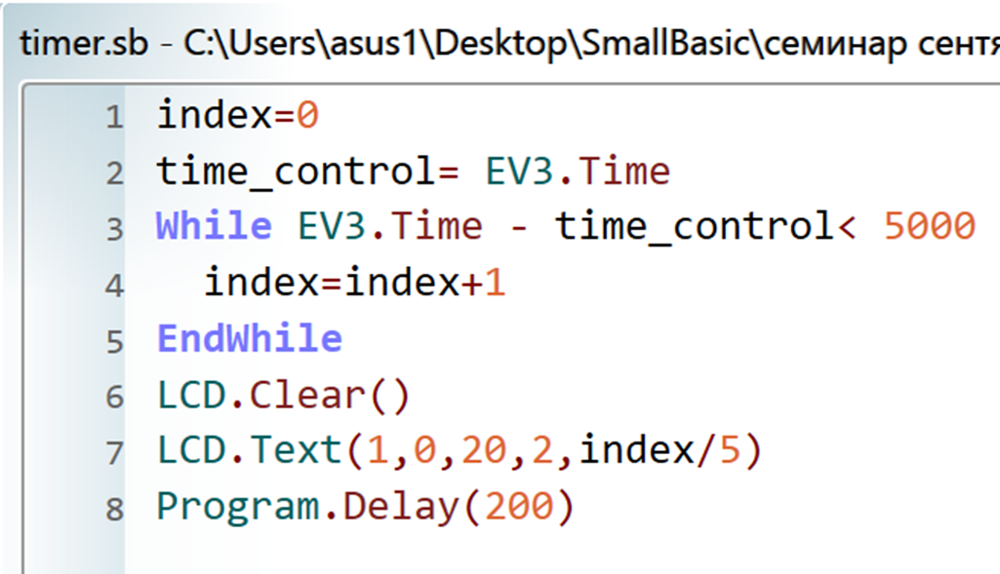 timer.sb - C:\Users\asus1\Desktop\SmallBasic\семинар
1 index=0
2 time_control= EV3.Time
3 While EV3.Time - time_control< 5000
4 index=index+1
5 EndWhile
6 LCD.Clear()
7 LCD.Text(1,0,20,2,index/5)
8 Program.Delay(200)